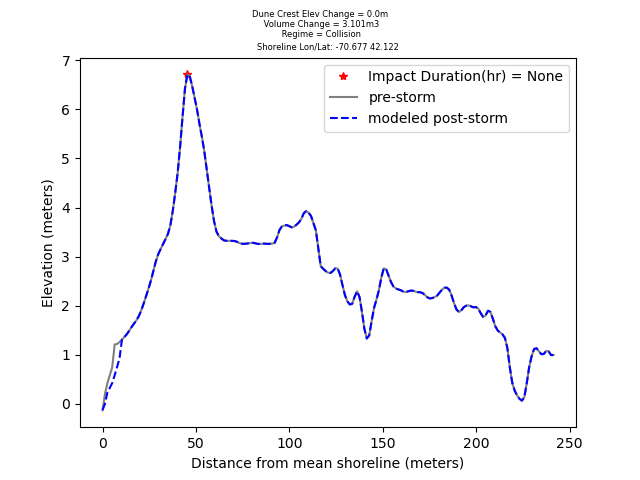 Dune Crest Elev Change = 0.0m
Volume Change = 3.101m3
Regime = Collision
Shoreline Lon/Lat: -70.677 42.122
Impact Duration(hr) = None
pre-storm
modeled post-storm
Elevation (meters)
7
6
5
4
3
2
1
0
0 50 100 150 200 250
Distance from mean shoreline (meters)